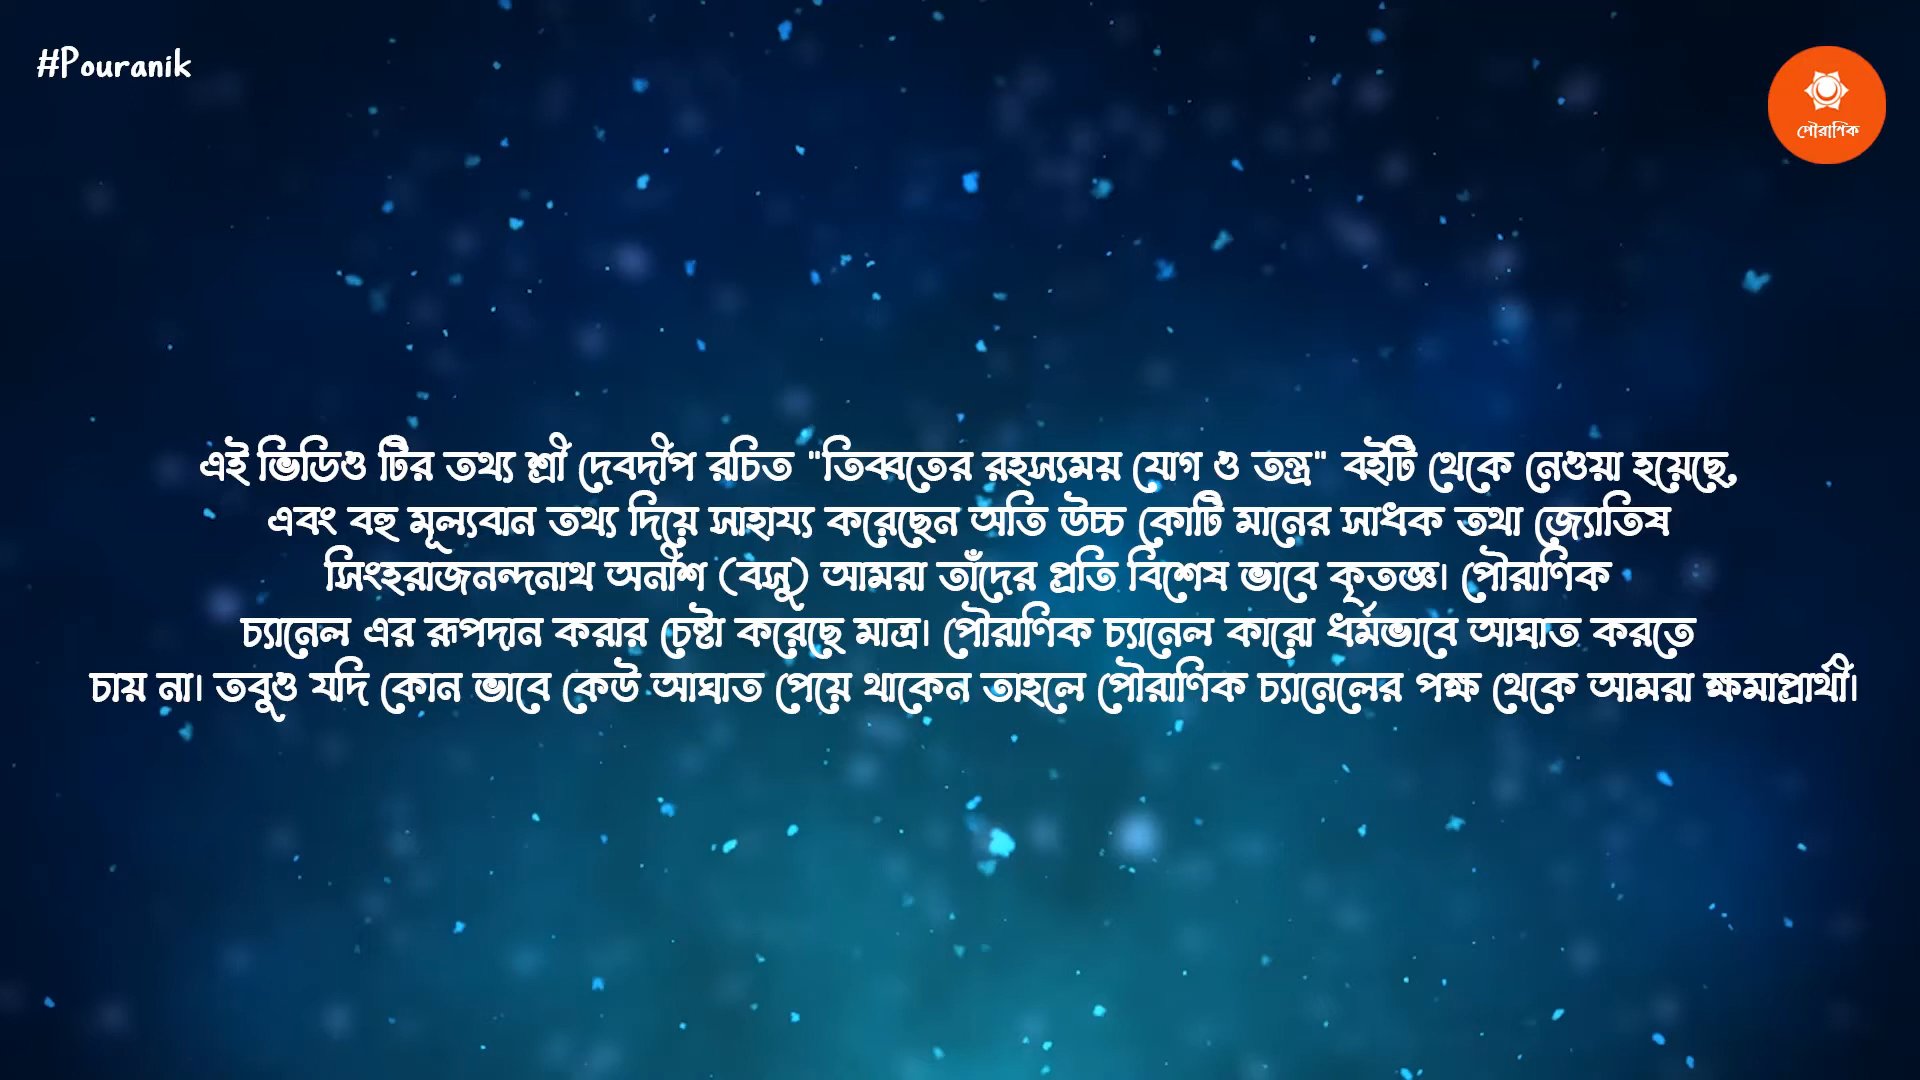 #Pouranik
পৌরাণিক
এই ভিডিও টির তথ্য শ্রী দেবদীপ রচিত "তিব্বতের রহস্যময় যোগ ও তন্ত্র" বইটি থেকে নেওয়া হয়েছে,
এবং বহু মূল্যবান তথ্য দিয়ে সাহায্য করেছেন অতি উচ্চ কোটি মানের সাধক তথা জ্যোতিষ
সিংহরাজনন্দনাথ অনীশ (বসু) আমরা তাঁদের প্রতি বিশেষ ভাবে কৃতজ্ঞ। পৌরাণিক
চ্যানেল এর রূপদান করার চেষ্টা করেছে মাত্র। পৌরাণিক চ্যানেল কারো ধর্মভাবে আঘাত করতে
চায় না। তবুও যদি কোন ভাবে কেউ আঘাত পেয়ে থাকেন তাহলে পৌরাণিক চ্যানেলের পক্ষ থেকে আমরা ক্ষমাপ্রার্থী।